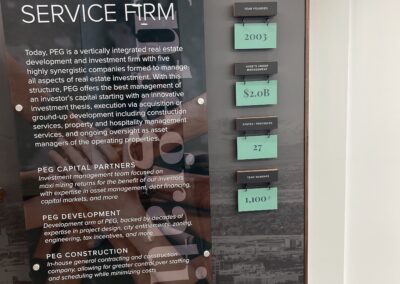 SERVICE FIRM
Today, PEG is a vertically integrated real estate
development and investment firm with five
highly synergistic companies formed to manage
all aspects of real estate investment. With this
structure, PEG offers the best management of
an investor's capital starting with an innovative
investment thesis, execution via acquisition or
ground-up development including construction
services, property and hospitality management
services, and ongoing oversight as asset
managers of the operating properties.
PEG CAPITAL PARTNERS
Investment management team focused on
maximizing returns for the benefit of our investors
with expertise in asset management, debt financing,
capital markets, and more
PEG DEVELOPMENT
Development arm of PEG, backed by decades of
expertise in project design, city entitlements, zoning,
engineering, tax incentives, and more
PEG CONSTRUCTION
In-house general contracting and construction
company, allowing for greater control over staffing
and scheduling while minimizing costs
YEAR FOUNDED
2003
ASSETS UNDER
MANAGEMENT
$2.0B
27
TEAM MEMBERS
1,100+